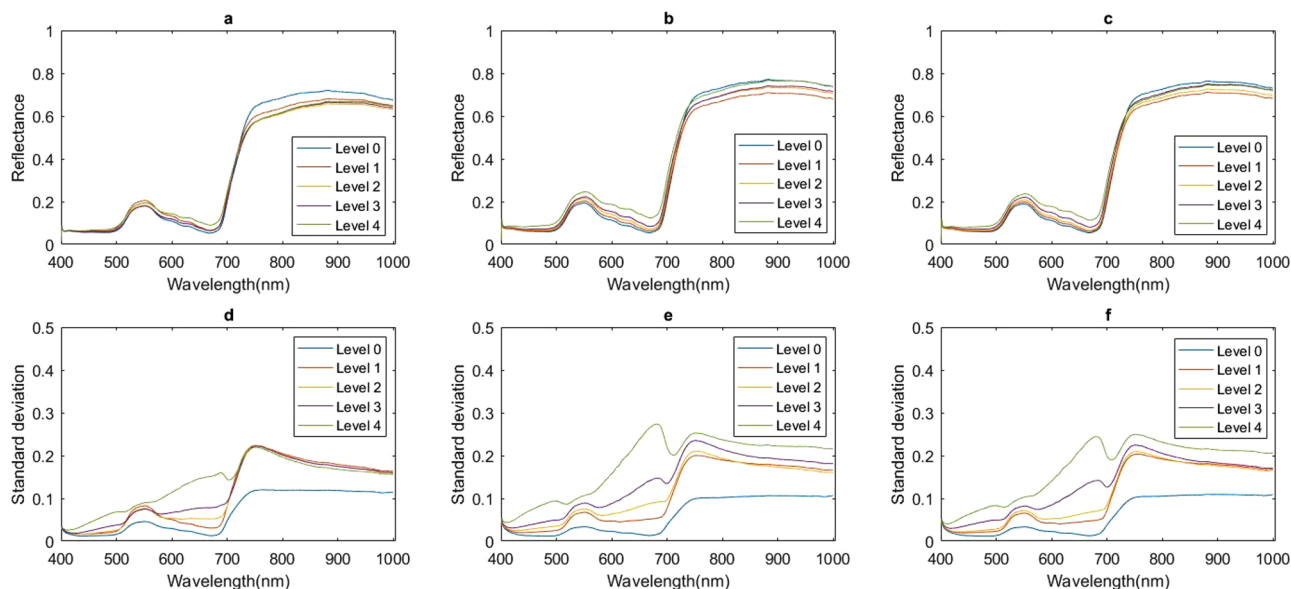 a
Reflectance
1
0.8
0.6
0.4
0.2
0
Level 0
Level 1
Level 2
Level 3
Level 4
400 500 600 700 800 900 1000
Wavelength(nm)
b
Reflectance
1
0.8
0.6
0.4
0.2
0
Level 0
Level 1
Level 2
Level 3
Level 4
400 500 600 700 800 900 1000
Wavelength(nm)
c
Reflectance
1
0.8
0.6
0.4
0.2
0
Level 0
Level 1
Level 2
Level 3
Level 4
400 500 600 700 800 900 1000
Wavelength(nm)
d
Standard deviation
0.5
0.4
0.3
0.2
0.1
0
Level 0
Level 1
Level 2
Level 3
Level 4
400 500 600 700 800 900 1000
Wavelength(nm)
e
Standard deviation
0.5
0.4
0.3
0.2
0.1
0
Level 0
Level 1
Level 2
Level 3
Level 4
400 500 600 700 800 900 1000
Wavelength(nm)
f
Standard deviation
0.5
0.4
0.3
0.2
0.1
0
Level 0
Level 1
Level 2
Level 3
Level 4
400 500 600 700 800 900 1000
Wavelength(nm)